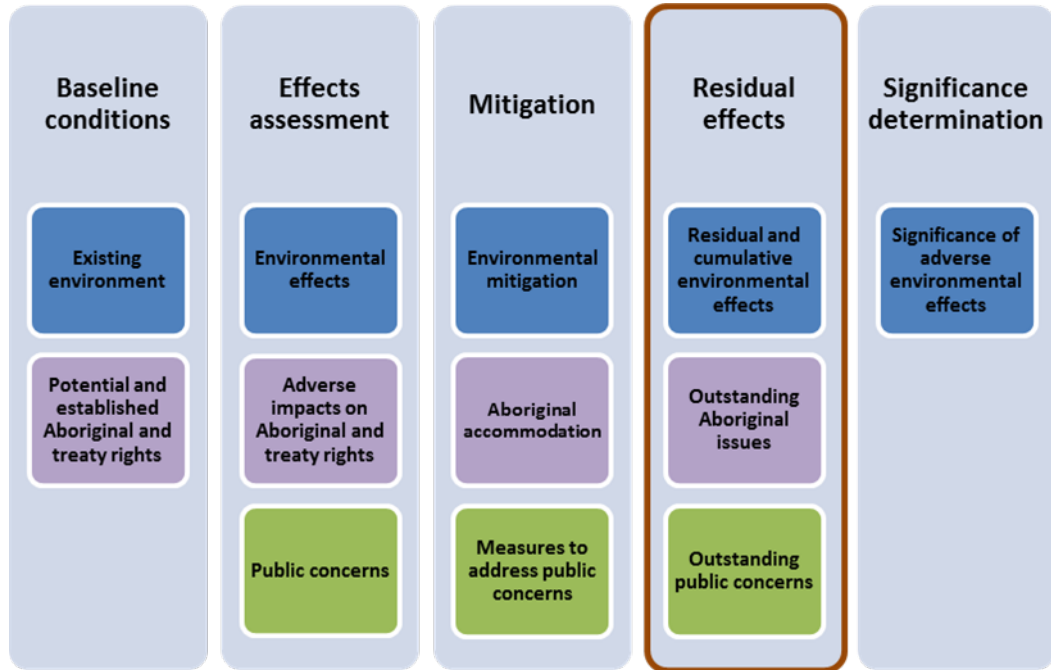 Baseline
conditions
Existing
environment
Potential and
established
Aboriginal and
treaty rights
Effects
assessment
Environmental
effects
Adverse
impacts on
Aboriginal and
treaty rights
Public concerns
Mitigation
Environmental
mitigation
Aboriginal
accommodation
Measures to
address public
concerns
Residual
effects
Residual and
cumulative
environmental
effects
Outstanding
Aboriginal
issues
Outstanding
public concerns
Significance
determination
Significance of
adverse
environmental
effects